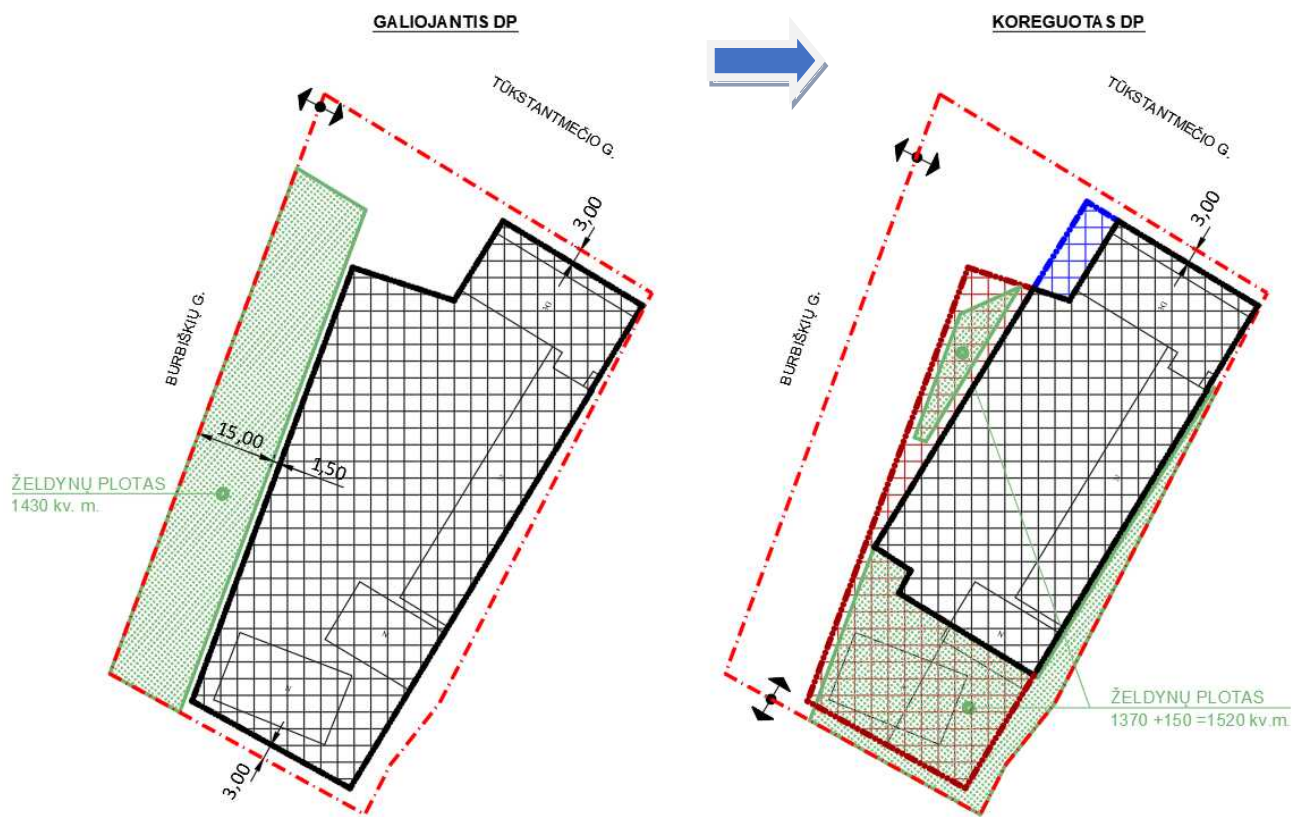 GALIOJANTIS DP
TŪKSTANTMEČIO G.
3,00
BURBIŠKIŲ G.
15,00
1,50
ŽELDYNŲ PLOTAS
1430 kv. m.
3,00
KOREGUOTAS DP
TŪKSTANTMEČIO G.
3,00
BURBIŠKIŲ G.
ŽELDYNŲ PLOTAS
1370 +150 =1520 kv.m.